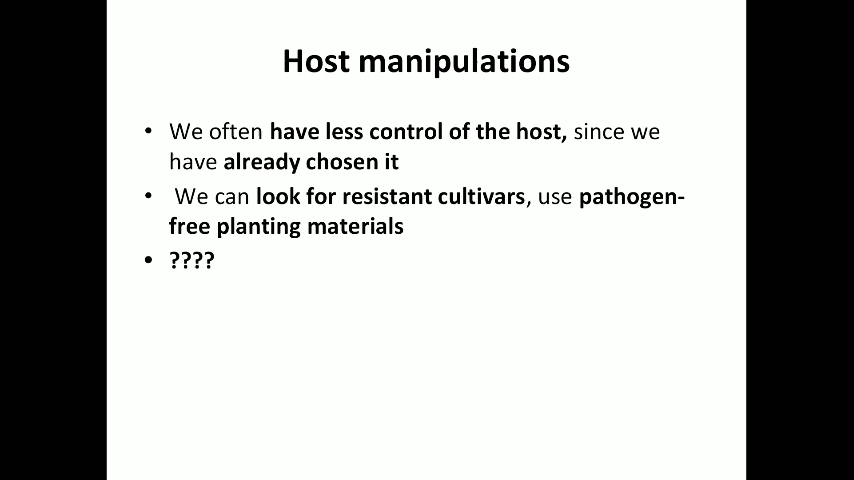 Host manipulations
• We often have less control of the host, since we
have already chosen it
• We can look for resistant cultivars, use pathogen-
free planting materials
• ????